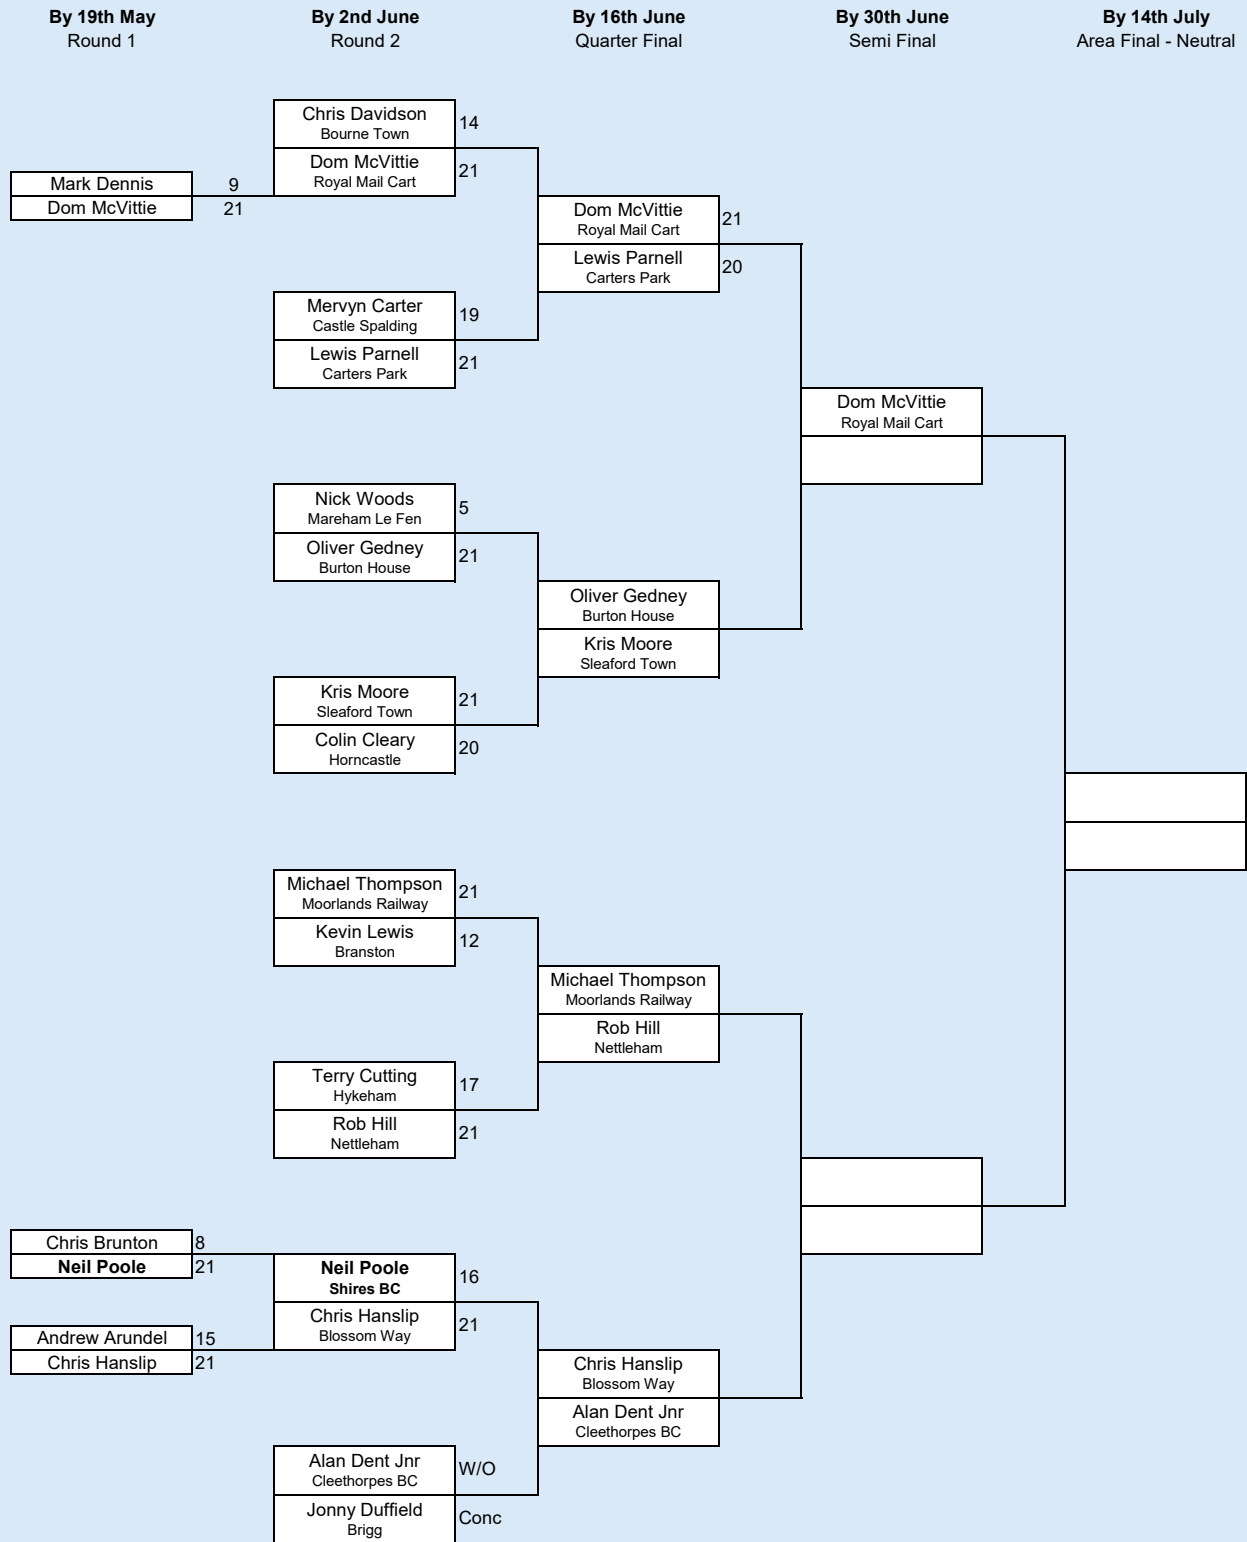 By 19th May
Round 1
By 2nd June
Round 2
By 16th June
Quarter Final
By 30th June
Semi Final
By 14th July
Area Final - Neutral
Mark Dennis 9
Dom McVittie 21
Chris Brunton 8
Neil Poole 21
Andrew Arundel 15
Chris Hanslip 21
Chris Davidson 14
Bourne Town
Dom McVittie 21
Royal Mail Cart
Mervyn Carter 19
Castle Spalding
Lewis Parnell 21
Carters Park
Nick Woods 5
Mareham Le Fen
Oliver Gedney 21
Burton House
Kris Moore 21
Sleaford Town
Colin Cleary 20
Horncastle
Michael Thompson 21
Moorlands Railway
Kevin Lewis 12
Branston
Terry Cutting 17
Hykeham
Rob Hill 21
Nettleham
Neil Poole 16
Shires BC
Chris Hanslip 21
Blossom Way
Alan Dent Jnr W/O
Cleethorpes BC
Jonny Duffield Conc
Brigg
Dom McVittie 21
Royal Mail Cart
Lewis Parnell 20
Carters Park
Oliver Gedney
Burton House
Kris Moore
Sleaford Town
Michael Thompson
Moorlands Railway
Rob Hill
Nettleham
Chris Hanslip
Blossom Way
Alan Dent Jnr
Cleethorpes BC
Dom McVittie
Royal Mail Cart